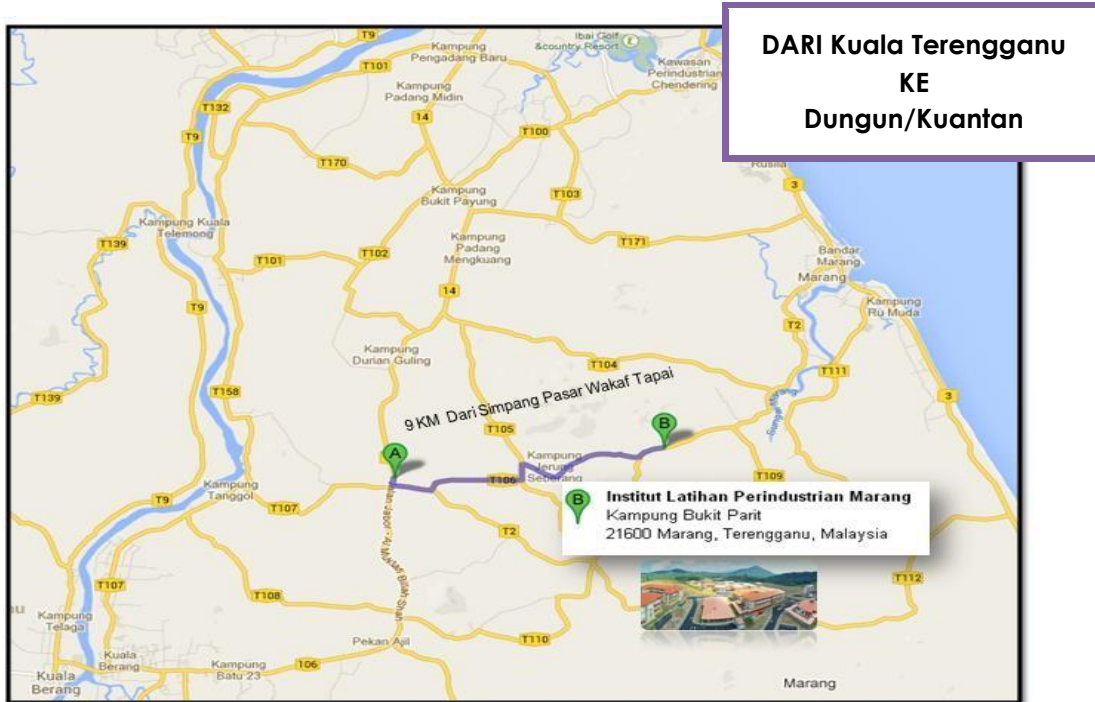 DARI Kuala Terengganu
KE
Dungun/Kuantan
T9
Kampung
Pengadang Baru
Ibai Golf
&country Resort
Kawasan
Perindustrian
Chendering
T101
Kampung
Padang Midin
T132
14
T9
T100
T170
Rusila
3
Kampung
Bukit Payung
T103
Kampung Kuala
Telemong
T139
T101
T102
Kampung
Padang
Mengkuang
T171
Bandar
Marang
Marang
14
Kampung
Ru Muda
T9
T2
Kampung
Durian Guling
T104
T111
T158
T139
9 KM Dari Simpang Pasar Wakaf Tapai
3
T105
B
A
Kampung
Jerung
Seberang
T109
Kampung
Tanggol
T106
T9
T107
B
Institut Latihan Perindustrian Marang
Kampung Bukit Parit
21600 Marang, Terengganu, Malaysia
T2
T107
T108
T112
Kampung
Telaga
Pekan Ajil
T110
Kuala
Berang
Kampung
Batu 23
106
Kuala
Berang
Marang